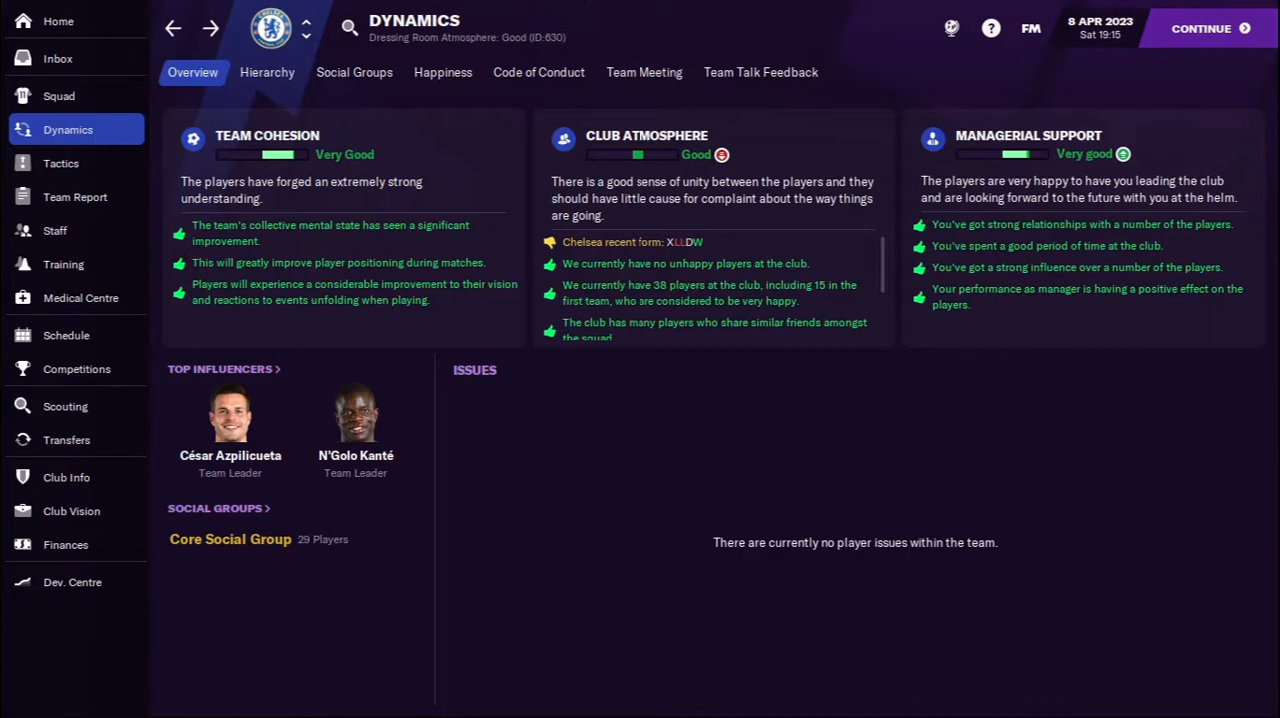 Home
Inbox
Squad
Dynamics
Tactics
Team Report
Staff
Training
Medical Centre
Schedule
Competitions
Scouting
Transfers
Club Info
Club Vision
Finances
Dev. Centre
DYNAMICS
Dressing Room Atmosphere: Good (ID:630)
FM
8 APR 2023
Sat 19:15
CONTINUE
Overview Hierarchy Social Groups Happiness Code of Conduct Team Meeting Team Talk Feedback
TEAM COHESION
Very Good
The players have forged an extremely strong
understanding.
The team's collective mental state has seen a significant
improvement.
This will greatly improve player positioning during matches.
Players will experience a considerable improvement to their vision
and reactions to events unfolding when playing.
CLUB ATMOSPHERE
Good
There is a good sense of unity between the players and they
should have little cause for complaint about the way things
are going.
Chelsea recent form: XLLDW
We currently have no unhappy players at the club.
We currently have 38 players at the club, including 15 in the
first team, who are considered to be very happy.
The club has many players who share similar friends amongst
the squad.
MANAGERIAL SUPPORT
Very good
The players are very happy to have you leading the club
and are looking forward to the future with you at the helm.
You've got strong relationships with a number of the players.
You've spent a good period of time at the club.
You've got a strong influence over a number of the players.
Your performance as manager is having a positive effect on the
players.
TOP INFLUENCERS >
César Azpilicueta
Team Leader
N'Golo Kanté
Team Leader
SOCIAL GROUPS >
Core Social Group 29 Players
ISSUES
There are currently no player issues within the team.